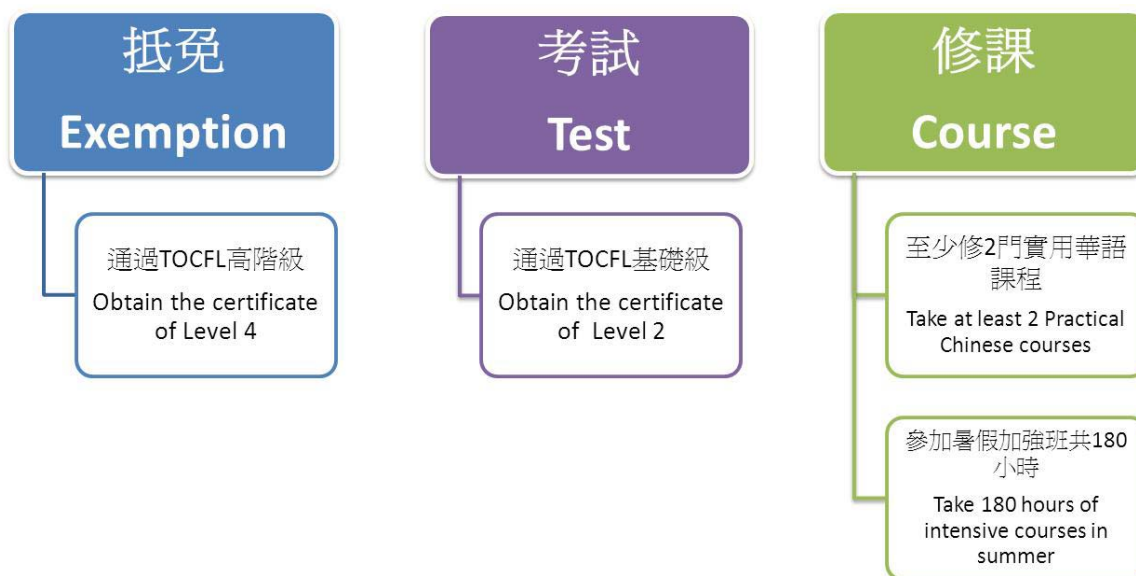 抵免
Exemption
通過TOCFL高階級
Obtain the certificate
of Level 4
考試
Test
通過TOCFL基礎級
Obtain the certificate
of Level 2
修課
Course
至少修2門實用華語
課程
Take at least 2 Practical
Chinese courses
參加暑假加強班共180
小時
Take 180 hours of
intensive courses in
summer